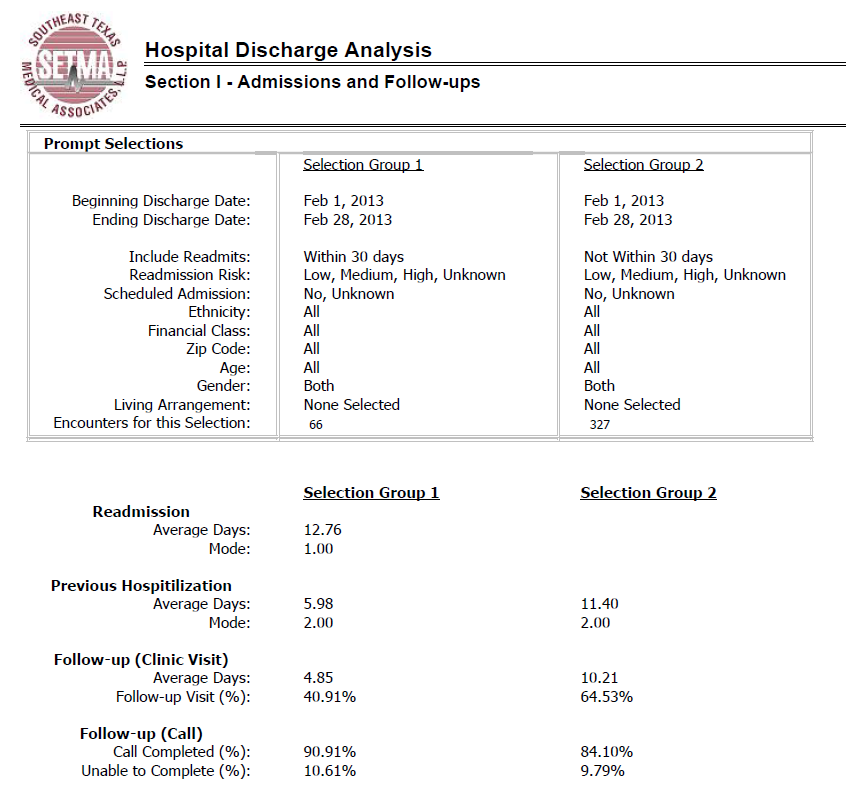 SOUTHEAST TEXAS
SETMA
MEDICAL ASSOCIATES, L.L.P.
Hospital Discharge Analysis
Section I - Admissions and Follow-ups
Prompt Selections
Selection Group 1 Selection Group 2
Beginning Discharge Date: Feb 1, 2013 Feb 1, 2013
Ending Discharge Date: Feb 28, 2013 Feb 28, 2013
Include Readmits: Within 30 days Not Within 30 days
Readmission Risk: Low, Medium, High, Unknown Low, Medium, High, Unknown
Scheduled Admission: No, Unknown No, Unknown
Ethnicity: All All
Financial Class: All All
Zip Code: All All
Age: All All
Gender: Both Both
Living Arrangement: None Selected None Selected
Encounters for this Selection: 66 327
Selection Group 1 Selection Group 2
Readmission
Average Days: 12.76
Mode: 1.00
Previous Hospitilization
Average Days: 5.98 11.40
Mode: 2.00 2.00
Follow-up (Clinic Visit)
Average Days: 4.85 10.21
Follow-up Visit (%): 40.91% 64.53%
Follow-up (Call)
Call Completed (%): 90.91% 84.10%
Unable to Complete (%): 10.61% 9.79%